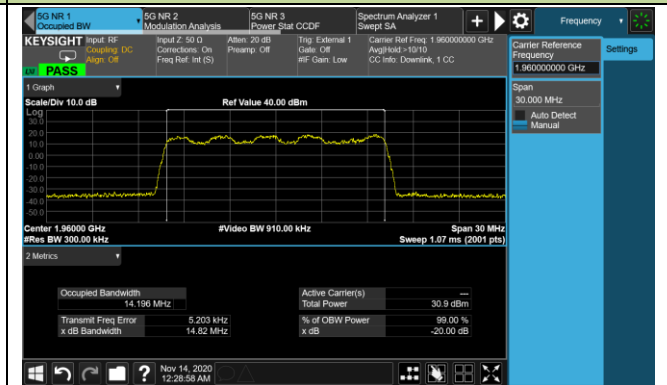 5G NR 1
Occupied BW
5G NR 2
Modulation Analysis
5G NR 3
Power Stat CCDF
Spectrum Analyzer 1
Swept SA
Frequency
KEYSIGHT
Input: RF
Coupling: DC
Align: Off
Input Z: 50 Ω
Corrections: On
Freq Ref: Int (S)
Atten: 20 dB
Preamp: Off
Trig: External 1
Gate: Off
#IF Gain: Low
Carrier Ref Freq: 1.960000000 GHz
Avg|Hold:>10/10
CC Info: Downlink, 1 CC
PASS
Carrier Reference
Frequency
1.960000000 GHz
Settings
Span
30.000 MHz
Auto Detect
Manual
1 Graph
Scale/Div 10.0 dB
Ref Value 40.00 dBm
Log
30.0
20.0
10.0
0.00
-10.0
-20.0
-30.0
-40.0
-50.0
Center 1.96000 GHz
#Video BW 910.00 kHz
Span 30 MHz
#Res BW 300.00 kHz
Sweep 1.07 ms (2001 pts)
2 Metrics
Occupied Bandwidth
14.196 MHz
Active Carrier(s) ---
Total Power 30.9 dBm
Transmit Freq Error 5.203 kHz
x dB Bandwidth 14.82 MHz
% of OBW Power 99.00 %
x dB -20.00 dB
?
Nov 14, 2020
12:28:58 AM